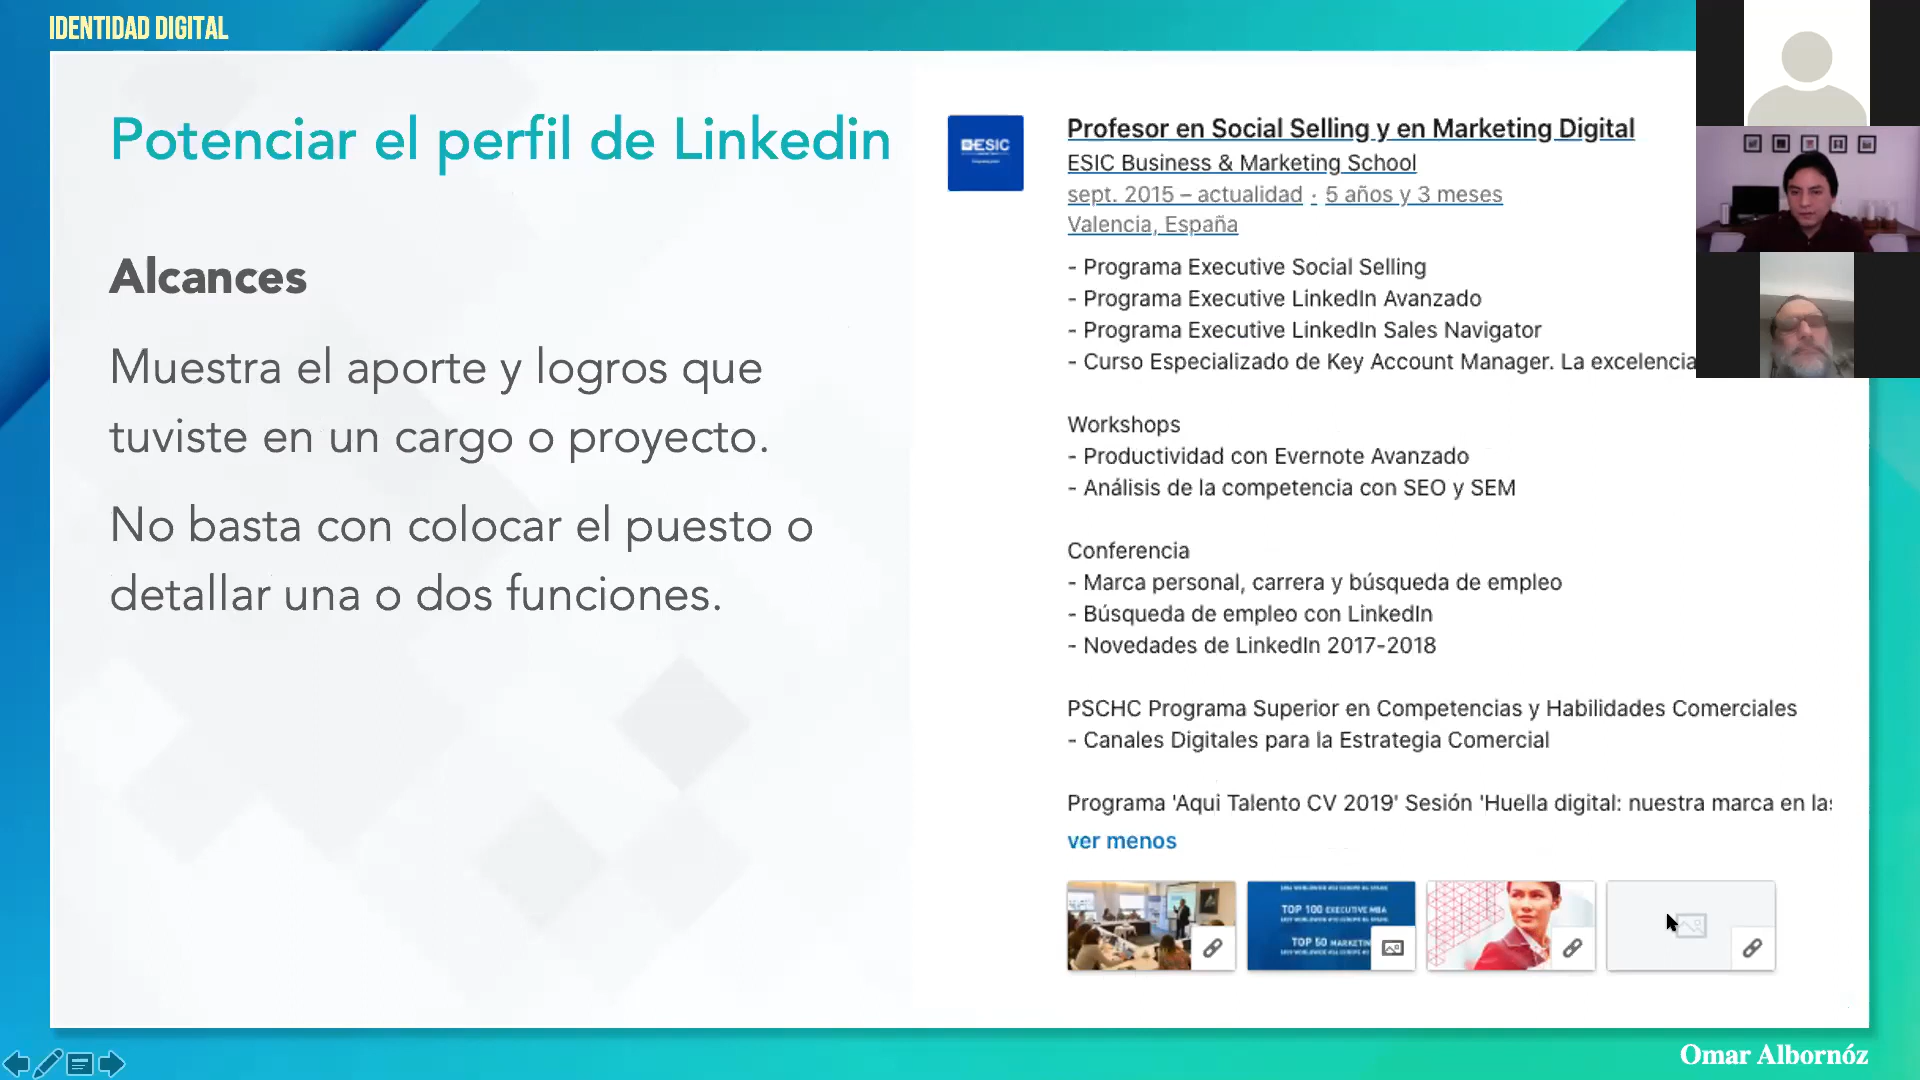 IDENTIDAD DIGITAL
Potenciar el perfil de Linkedin
Alcances
Muestra el aporte y logros que
tuviste en un cargo o proyecto.
No basta con colocar el puesto o
detallar una o dos funciones.
ESIC
Profesor en Social Selling y en Marketing Digital
ESIC Business & Marketing School
sept. 2015 – actualidad · 5 años y 3 meses
Valencia, España
- Programa Executive Social Selling
- Programa Executive LinkedIn Avanzado
- Programa Executive LinkedIn Sales Navigator
- Curso Especializado de Key Account Manager. La excelencia
Workshops
- Productividad con Evernote Avanzado
- Análisis de la competencia con SEO y SEM
Conferencia
- Marca personal, carrera y búsqueda de empleo
- Búsqueda de empleo con LinkedIn
- Novedades de LinkedIn 2017-2018
PSCHC Programa Superior en Competencias y Habilidades Comerciales
- Canales Digitales para la Estrategia Comercial
Programa 'Aqui Talento CV 2019' Sesión 'Huella digital: nuestra marca en las
ver menos
TOP 100 EXECUTIVE MBA
TOP 50 MARKETIN
Omar Albornóz